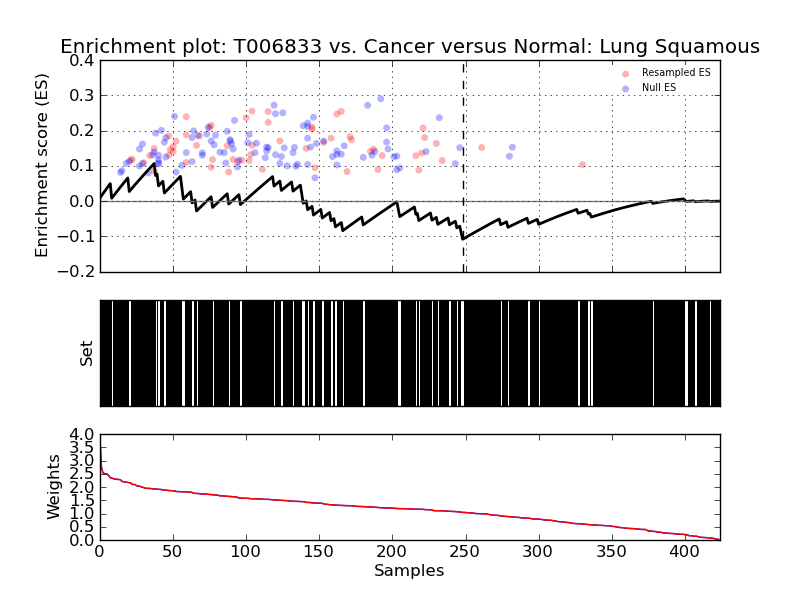 Enrichment plot: T006833 vs. Cancer versus Normal: Lung Squamous
Enrichment score (ES)
0.4
0.3
0.2
0.1
0.0
−0.1
−0.2
Resampled ES
Null ES
Set
Weights
4.0
3.5
3.0
2.5
2.0
1.5
1.0
0.5
0.0
0 50 100 150 200 250 300 350 400
Samples